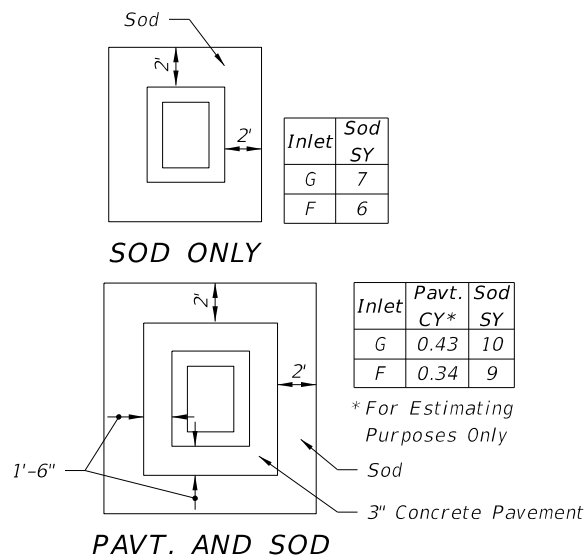 Sod
2'
2'
Inlet Sod SY
G 7
F 6
SOD ONLY
2'
2'
Inlet Pavt. CY* Sod SY
G 0.43 10
F 0.34 9
* For Estimating
Purposes Only
1'-6"
Sod
3" Concrete Pavement
PAVT. AND SOD